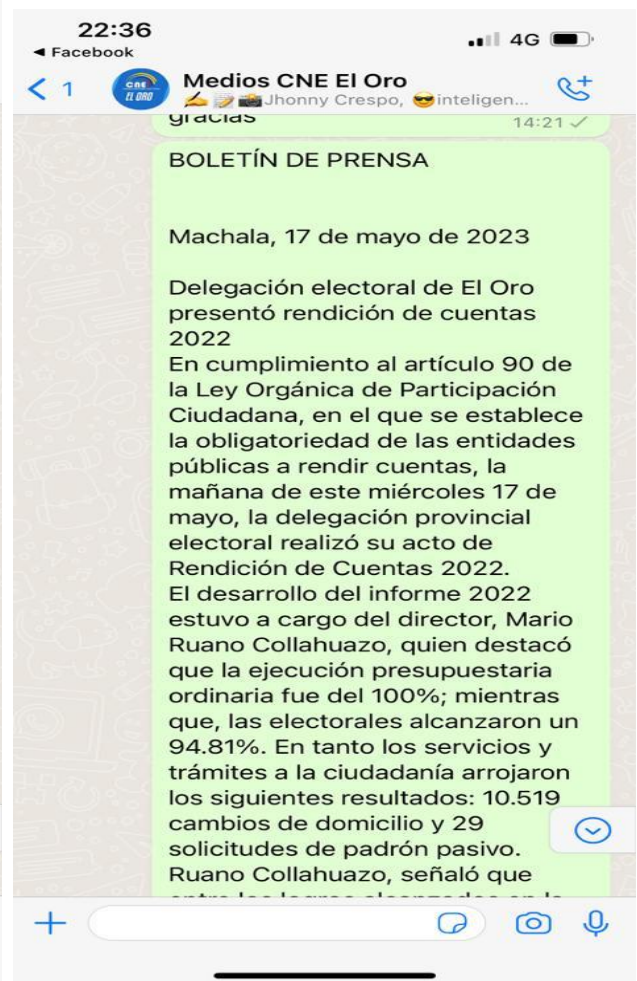 22:36
4G
◄ Facebook
< 1
cne
EL ORO
Medios CNE El Oro
✍️📝📸Jhonny Crespo, 😎inteligen...
gracias
14:21 ✓
BOLETÍN DE PRENSA
Machala, 17 de mayo de 2023
Delegación electoral de El Oro
presentó rendición de cuentas
2022
En cumplimiento al artículo 90 de
la Ley Orgánica de Participación
Ciudadana, en el que se establece
la obligatoriedad de las entidades
públicas a rendir cuentas, la
mañana de este miércoles 17 de
mayo, la delegación provincial
electoral realizó su acto de
Rendición de Cuentas 2022.
El desarrollo del informe 2022
estuvo a cargo del director, Mario
Ruano Collahuazo, quien destacó
que la ejecución presupuestaria
ordinaria fue del 100%; mientras
que, las electorales alcanzaron un
94.81%. En tanto los servicios y
trámites a la ciudadanía arrojaron
los siguientes resultados: 10.519
cambios de domicilio y 29
solicitudes de padrón pasivo.
Ruano Collahuazo, señaló que